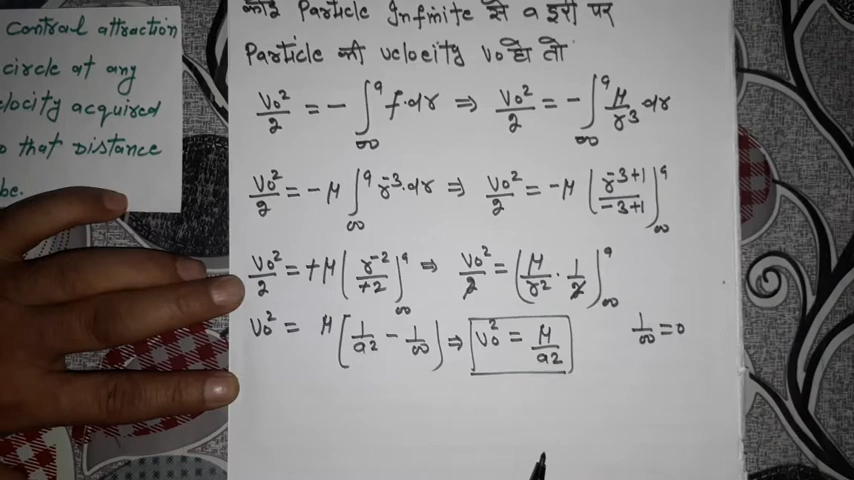 Contral attraction
circle at any
locity acquired
that Distance
be.
कोई Particle Infinite से a दूरी पर
Particle की velocity v₀ हो तो
v₀²/2 = - ∫_∞^a f·dr ⇒ v₀²/2 = - ∫_∞^a μ/r³ dr
v₀²/2 = -μ ∫_∞^a r⁻³·dr ⇒ v₀²/2 = -μ (r⁻³⁺¹/-3+1)_∞^a
v₀²/2 = +μ (r⁻²/+2)_∞^a ⇒ v₀²/2 = (μ/r² · 1/2)_∞^a
v₀² = μ [1/a² - 1/∞) ⇒ v₀² = μ/a² 1/∞ = 0